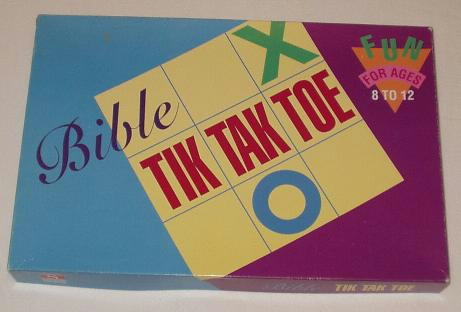 Bible
X
TIK TAK TOE
O
FUN
FOR AGES
8 TO 12
Bible TIK TAK TOE